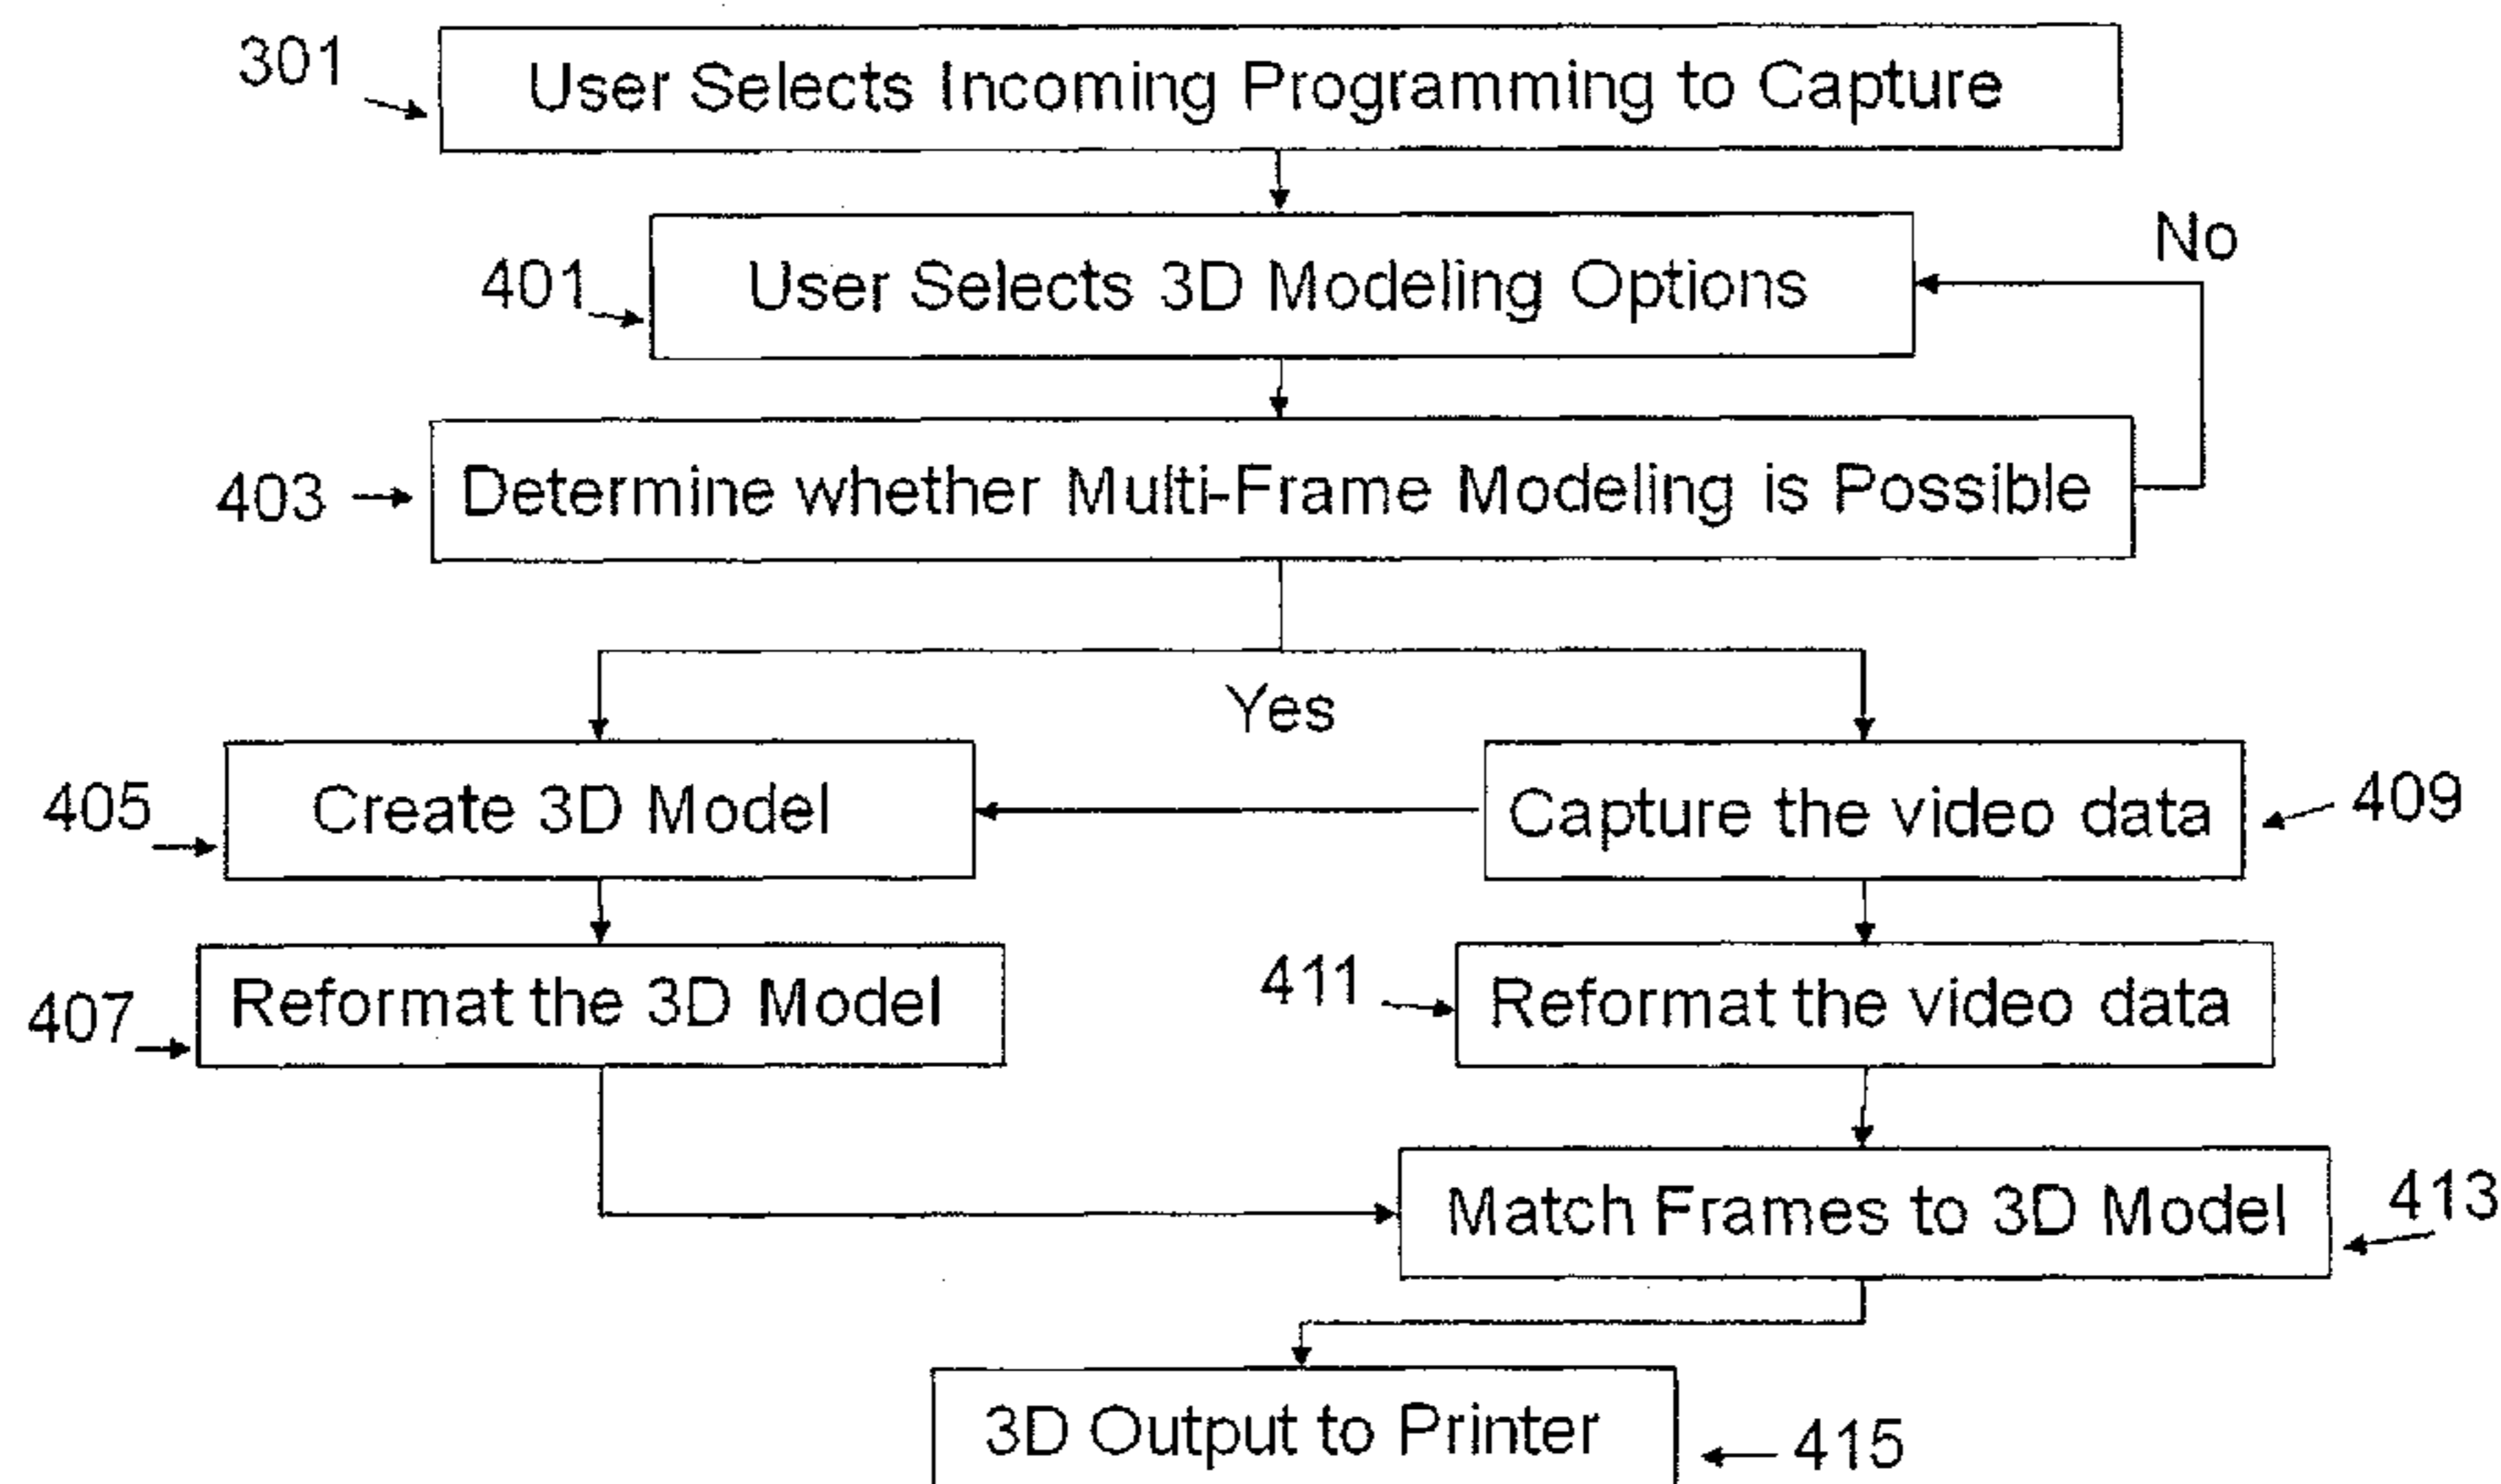 301
User Selects Incoming Programming to Capture
No
401
User Selects 3D Modeling Options
403
Determine whether Multi-Frame Modeling is Possible
Yes
405
Create 3D Model
Capture the video data
409
407
Reformat the 3D Model
411
Reformat the video data
Match Frames to 3D Model
413
3D Output to Printer
415